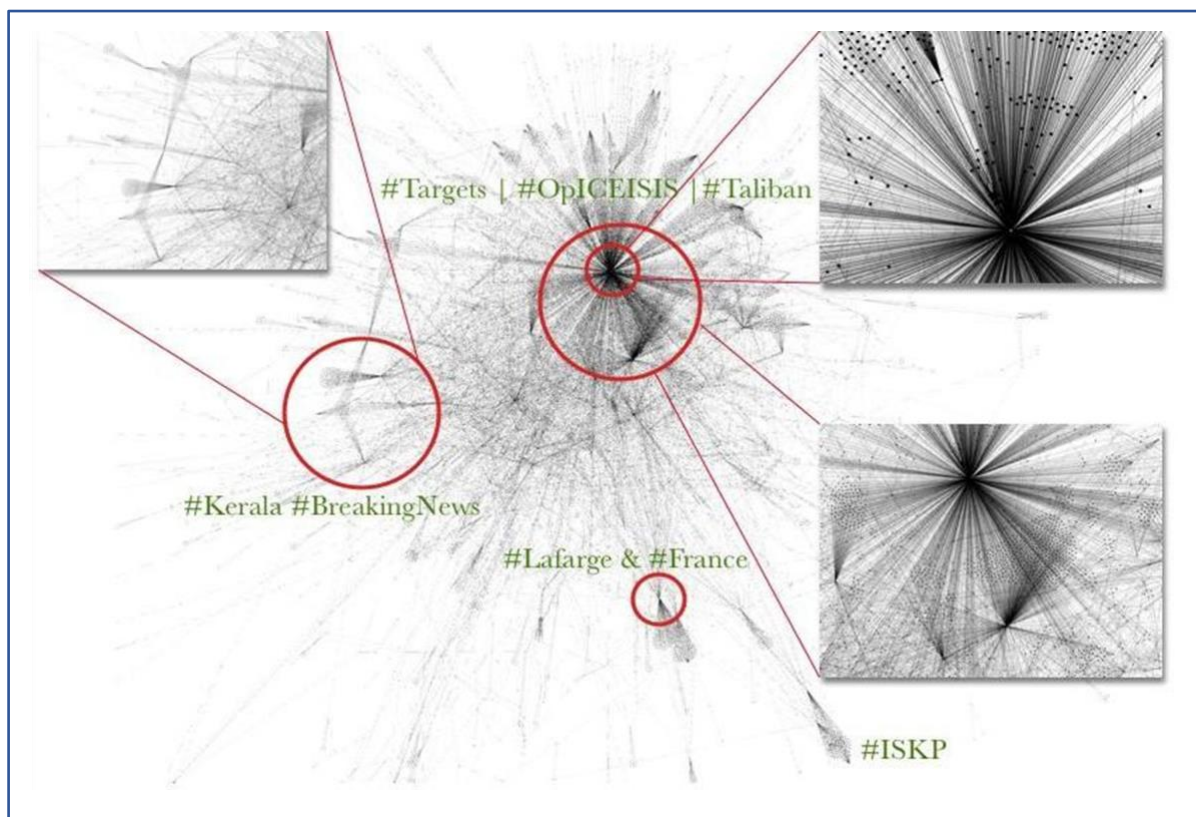 #Targets | #OpICEISIS | #Taliban
#Kerala #BreakingNews
#Lafarge & #France
#ISKP